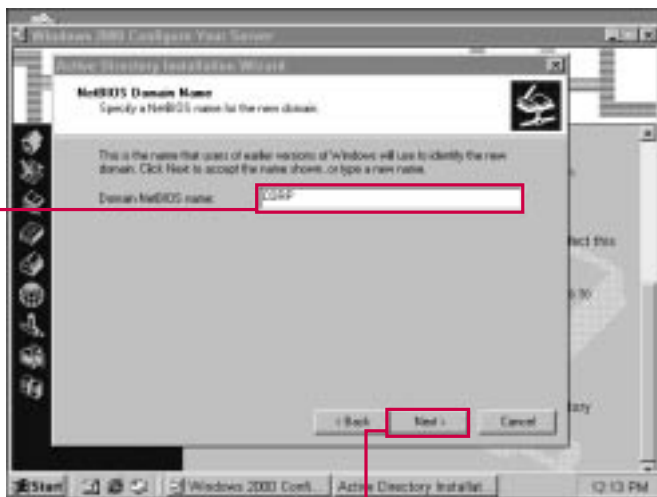 Windows 2000 Configure Your Server
Active Directory Installation Wizard
NetBIOS Domain Name
Specify a NetBIOS name for the new domain.
This is the name that users of earlier versions of Windows will use to identify the new
domain. Click Next to accept the name shown, or type a new name.
Domain NetBIOS name:
CORP
< Back
Next >
Cancel
this
Start
Windows 2000 Confi...
Active Directory Installat...
12:13 PM